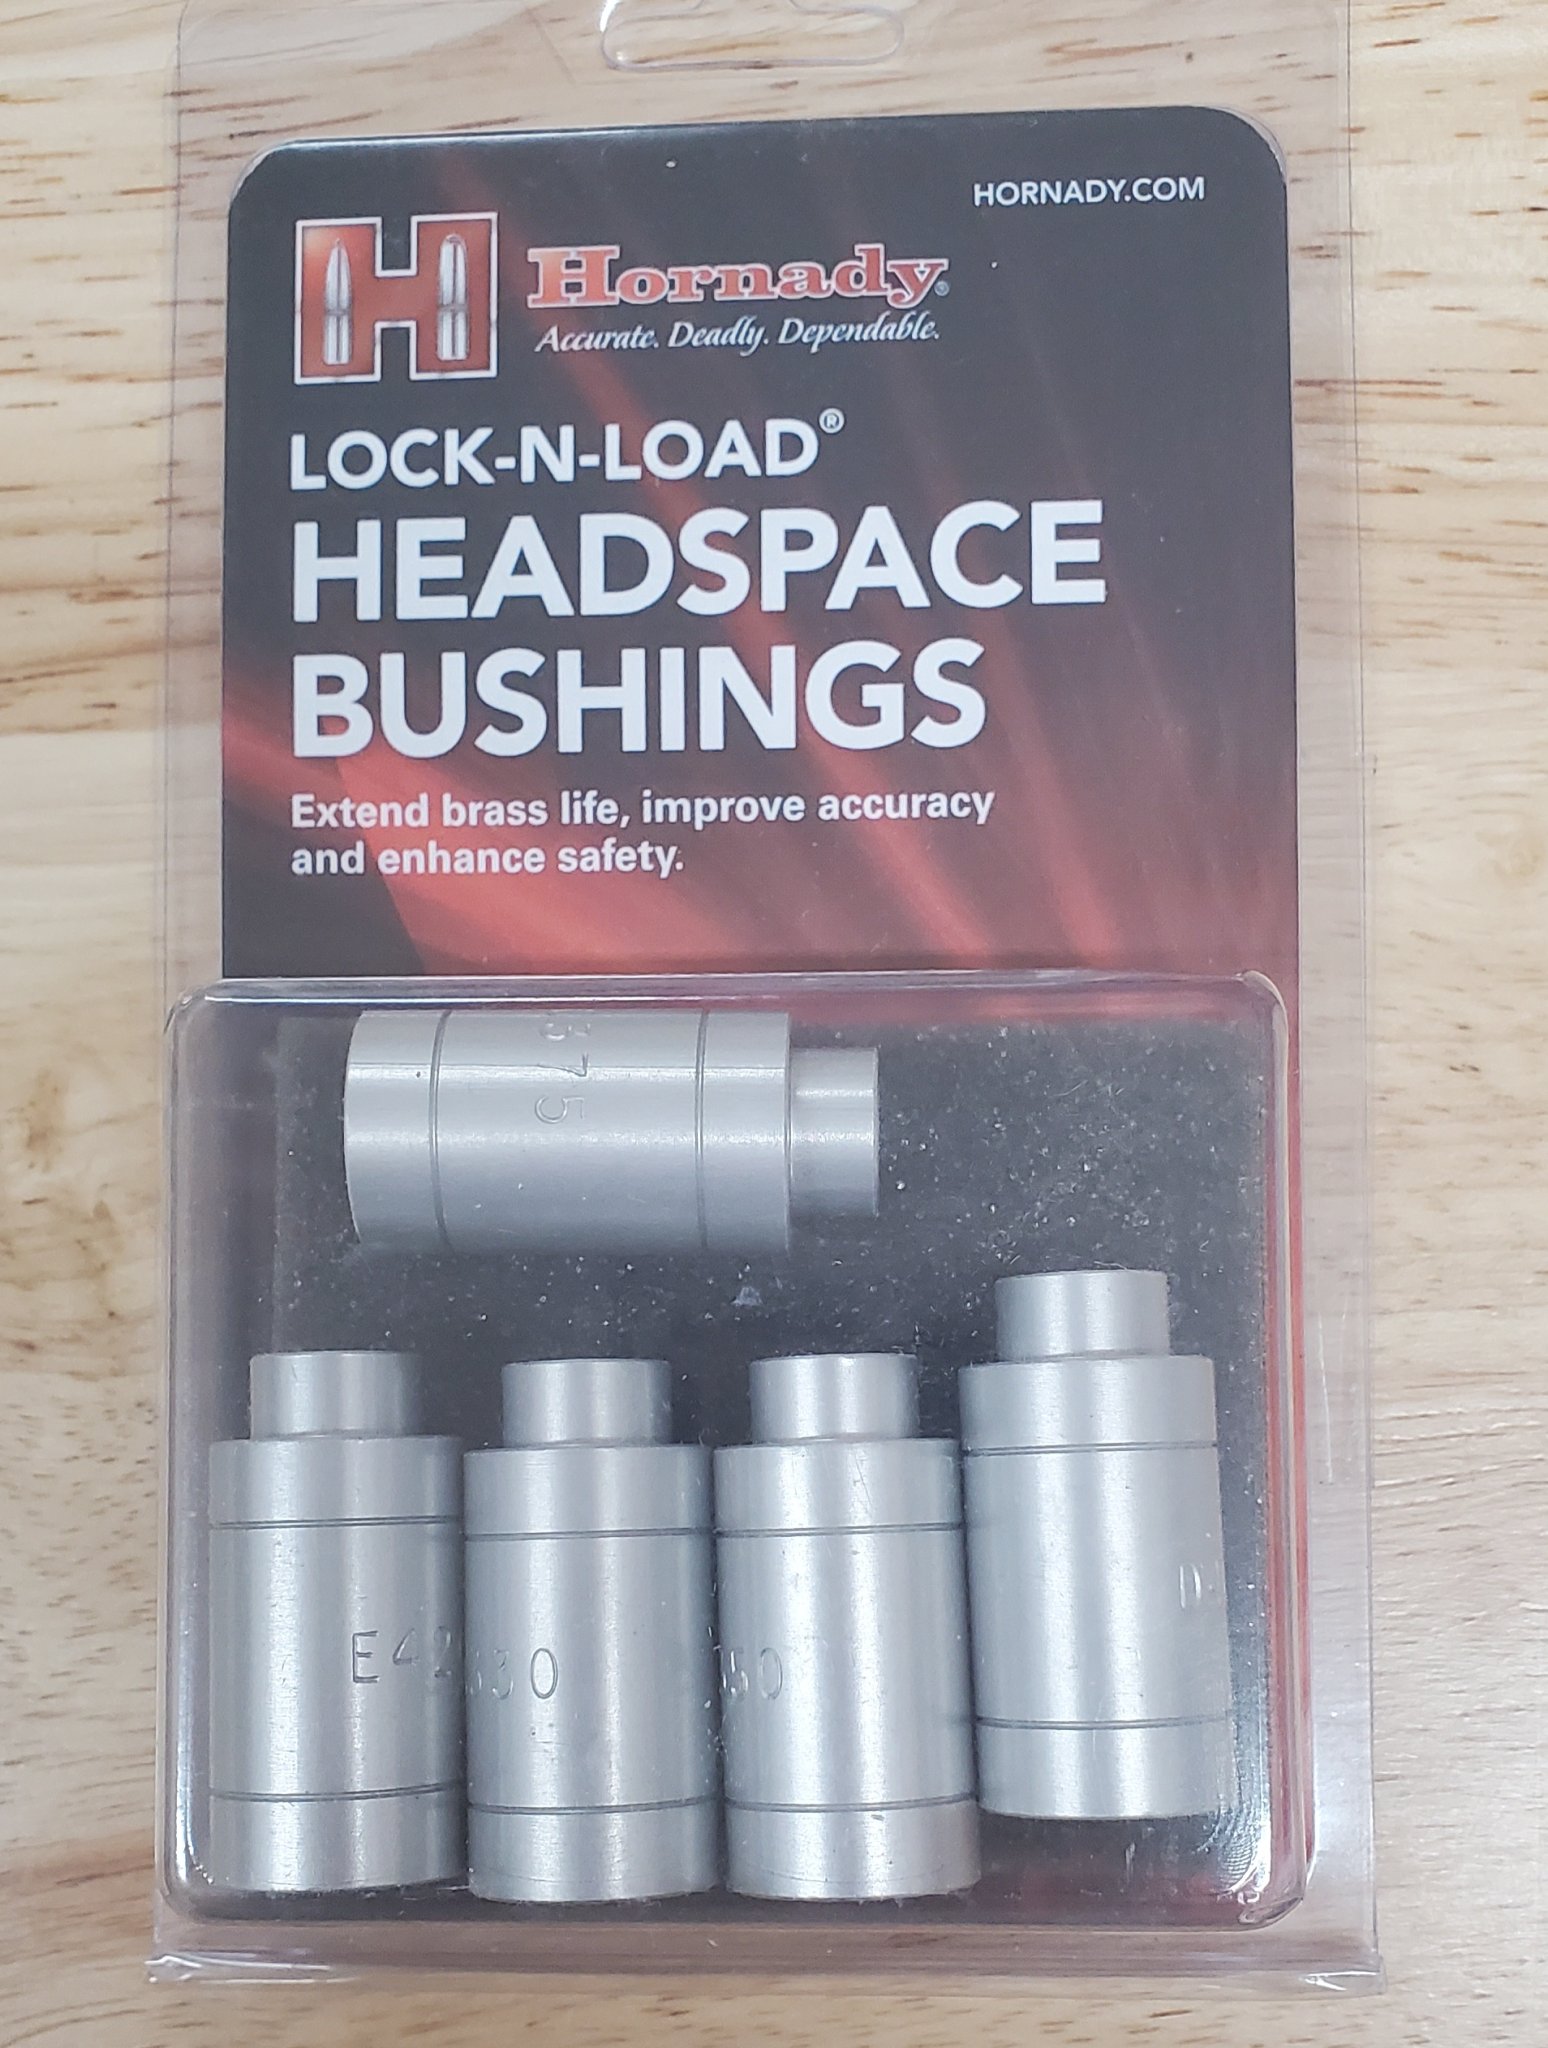 HORNADY.COM
H Hornady®
Accurate. Deadly. Dependable.
LOCK-N-LOAD®
HEADSPACE
BUSHINGS
Extend brass life, improve accuracy
and enhance safety.
375
E42
330
350